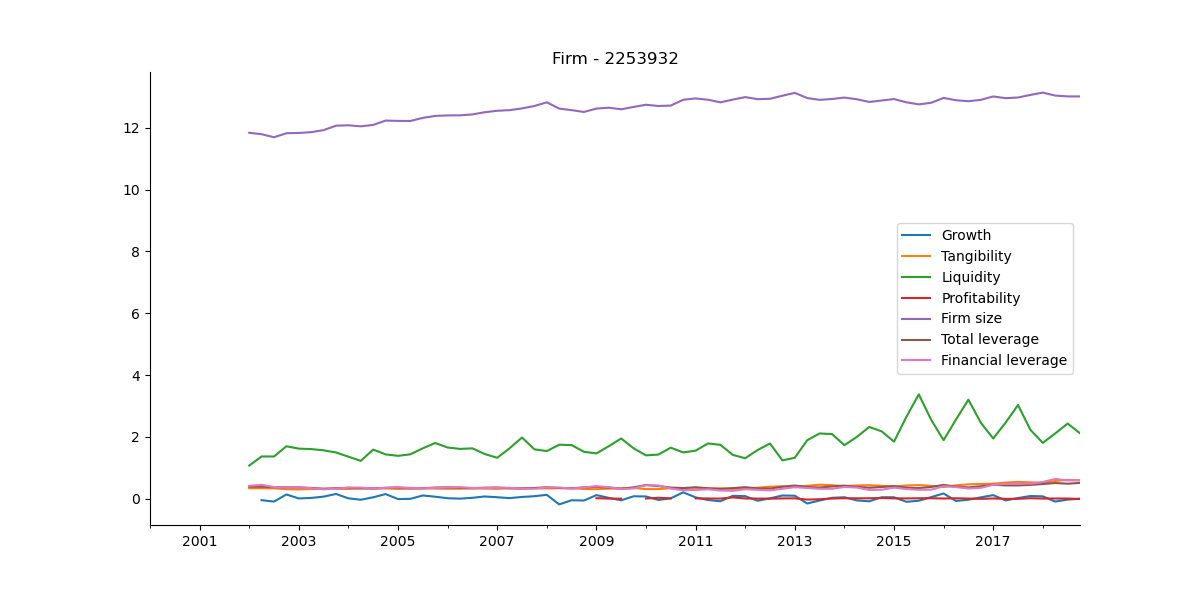 Firm - 2253932
12
10
8
6
4
2
0
Growth
Tangibility
Liquidity
Profitability
Firm size
Total leverage
Financial leverage
2001 2003 2005 2007 2009 2011 2013 2015 2017